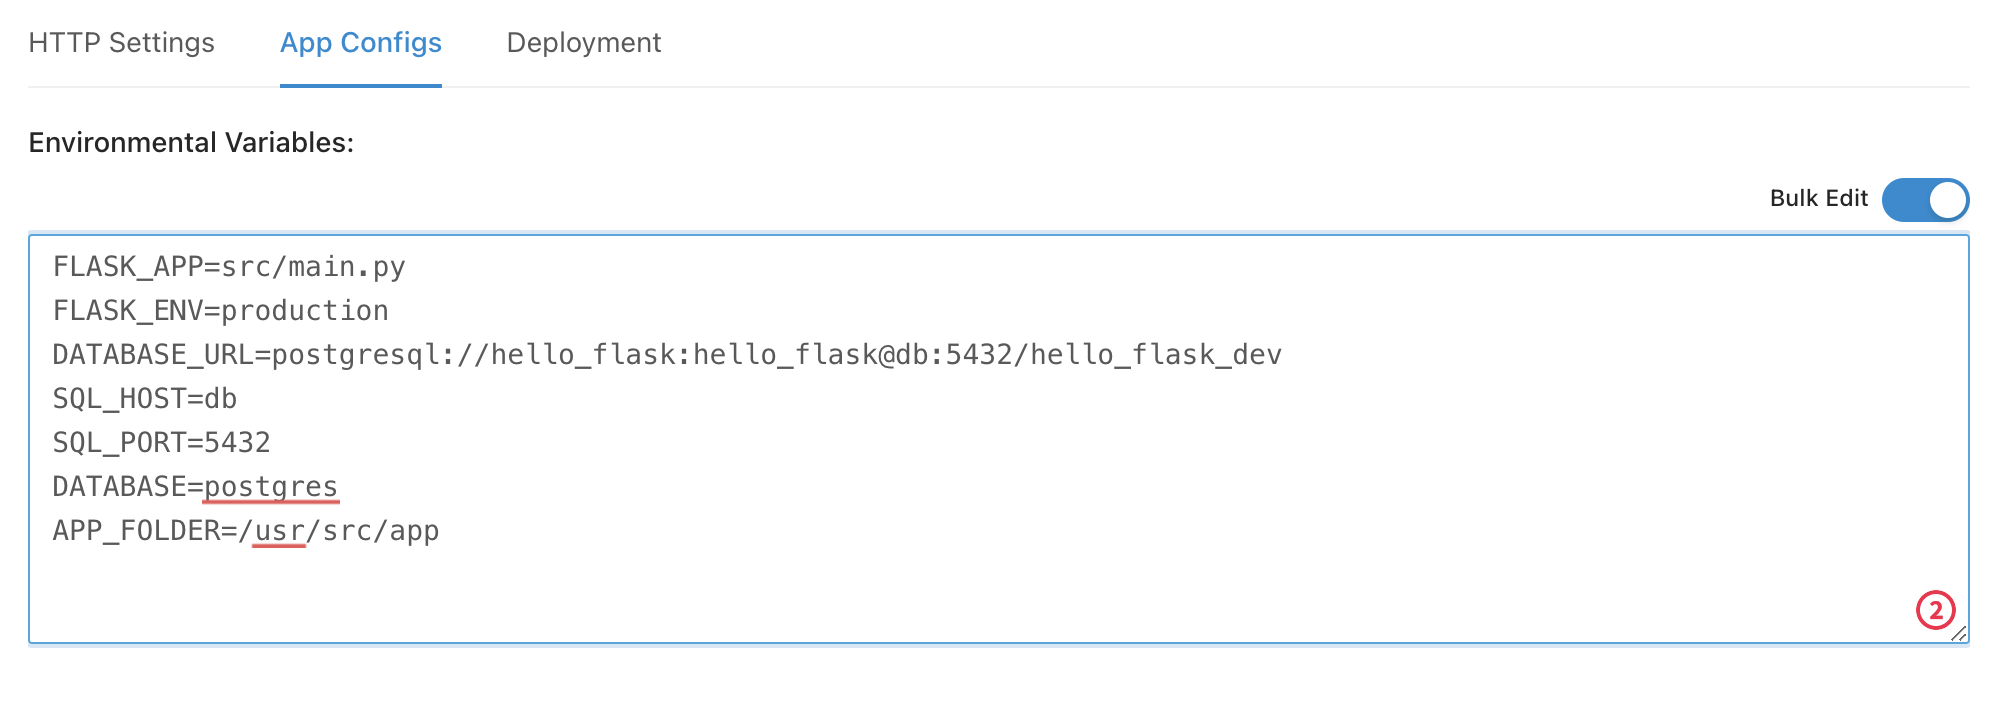 HTTP Settings App Configs Deployment
Environmental Variables:
Bulk Edit
FLASK_APP=src/main.py
FLASK_ENV=production
DATABASE_URL=postgresql://hello_flask:hello_flask@db:5432/hello_flask_dev
SQL_HOST=db
SQL_PORT=5432
DATABASE=postgres
APP_FOLDER=/usr/src/app
2